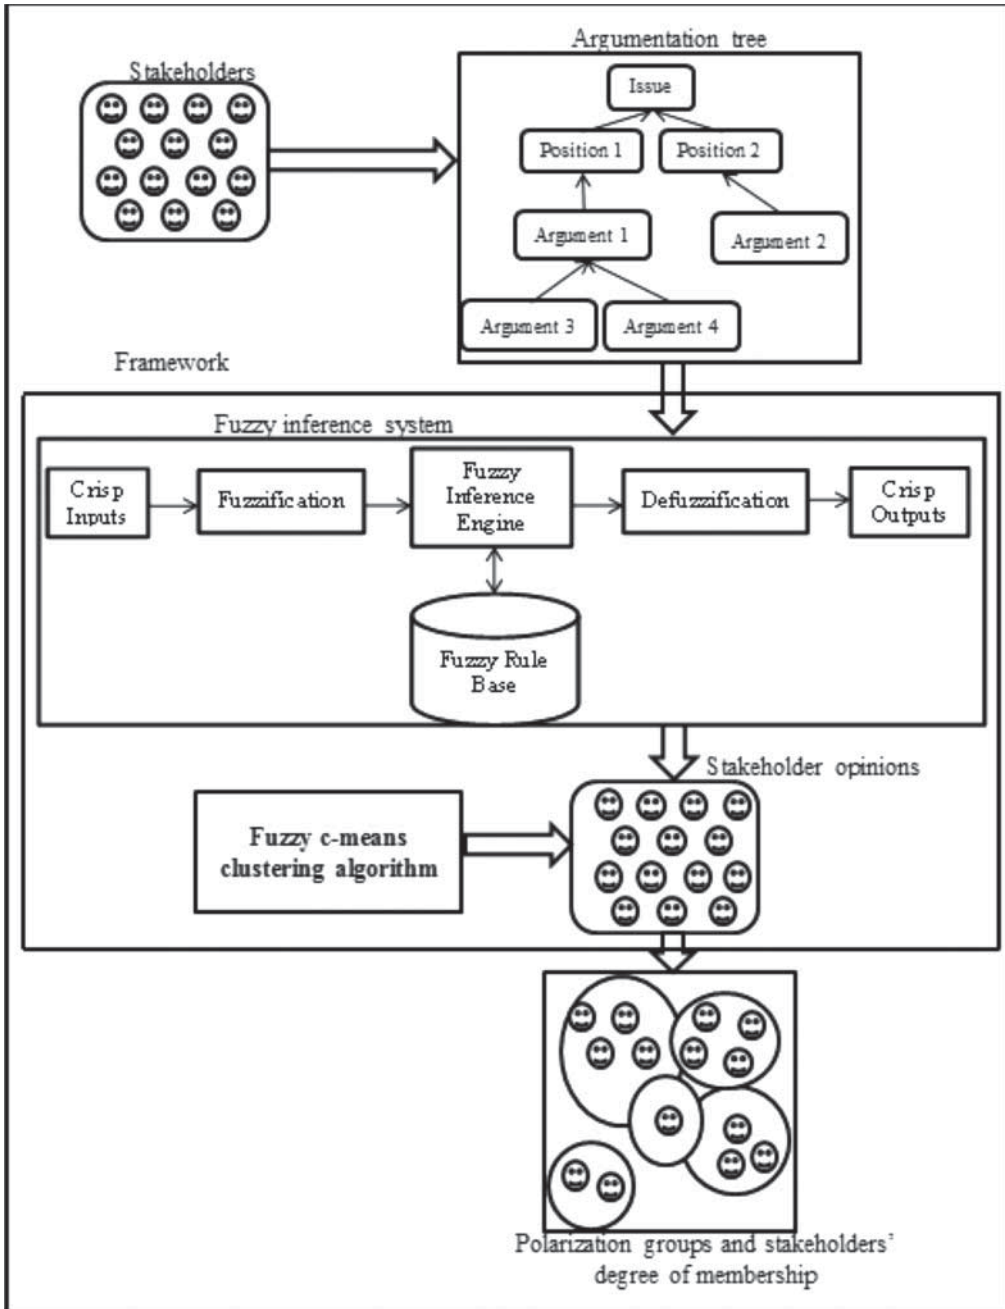 Argumentation tree
Stakeholders
Issue
Position 1
Position 2
Argument 1
Argument 2
Argument 3
Argument 4
Framework
Fuzzy inference system
Crisp
Inputs
Fuzzification
Fuzzy
Inference
Engine
Defuzzification
Crisp
Outputs
Fuzzy Rule
Base
Stakeholder opinions
Fuzzy c-means
clustering algorithm
Polarization groups and stakeholders’
degree of membership